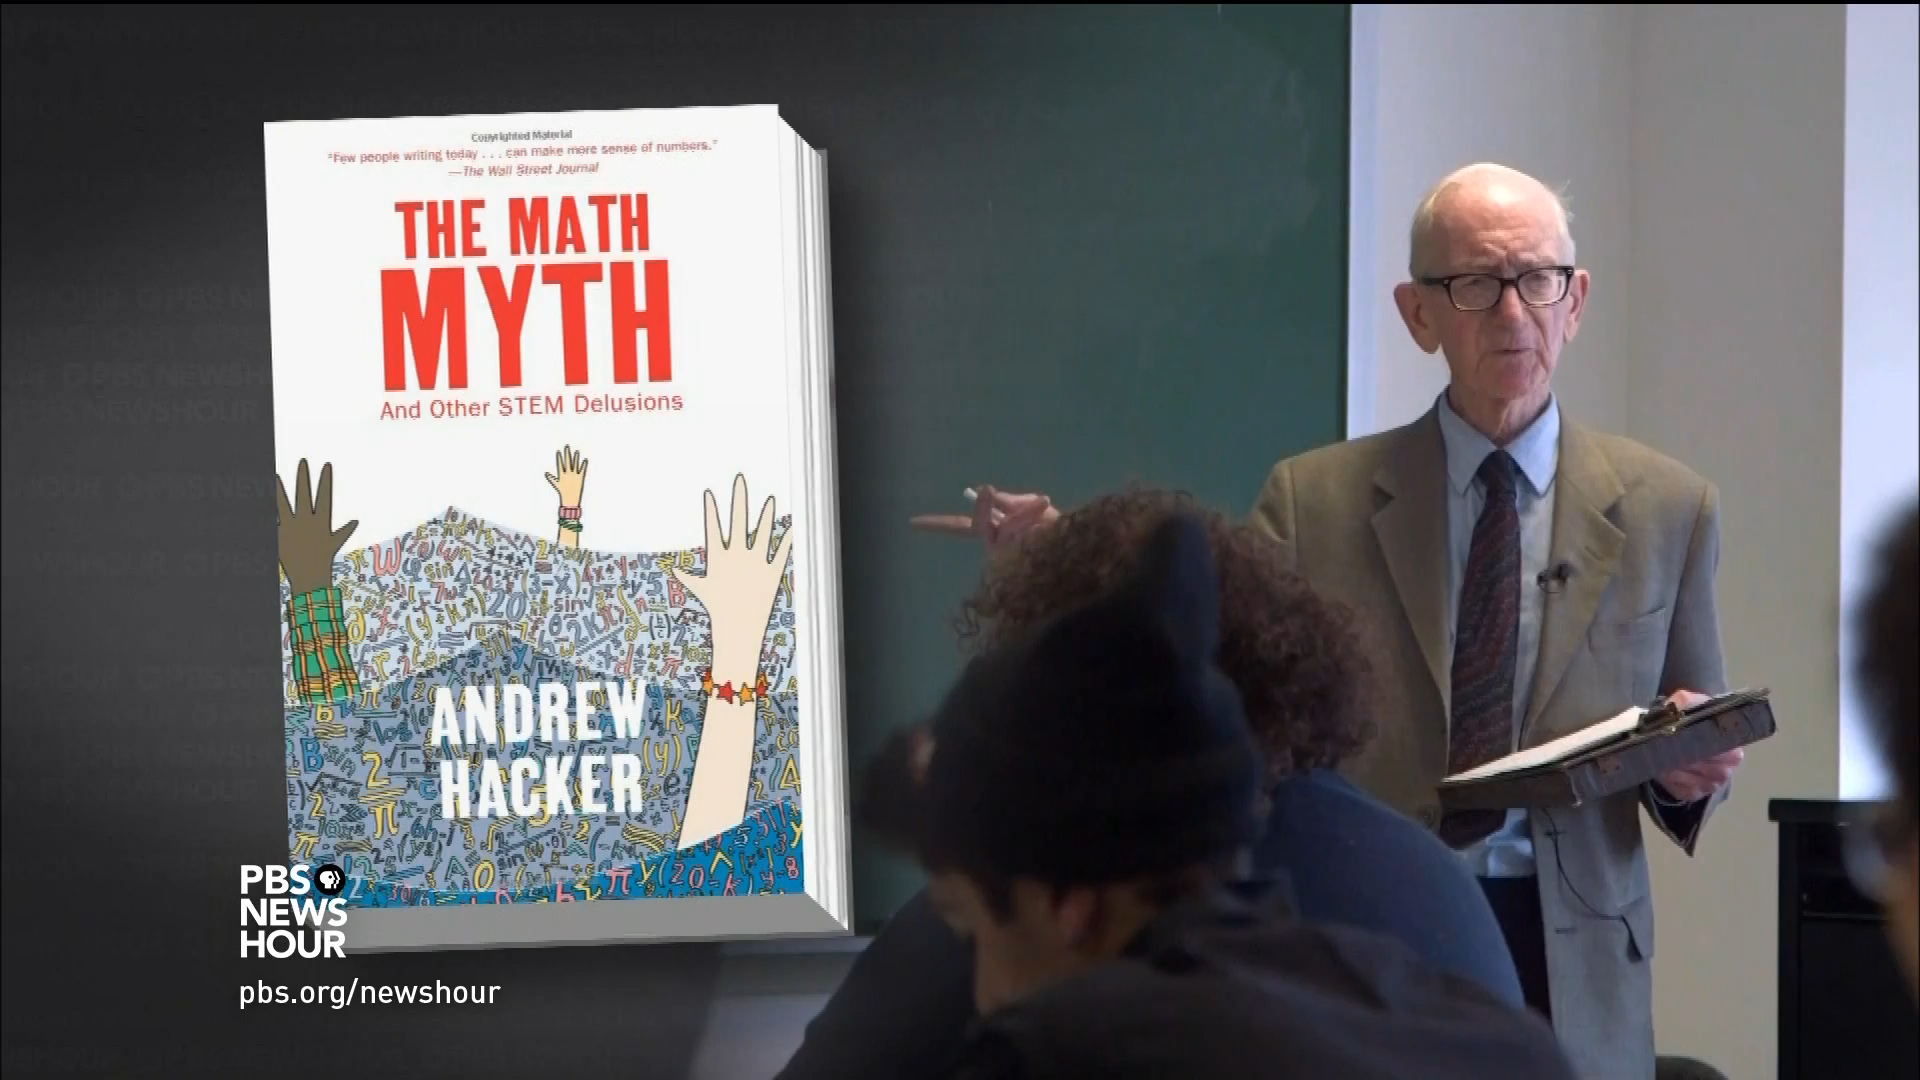 Copyrighted Material
"Few people writing today . . . can make more sense of numbers."
—The Wall Street Journal
THE MATH
MYTH
And Other STEM Delusions
ANDREW
HACKER
PBS
NEWS
HOUR
pbs.org/newshour